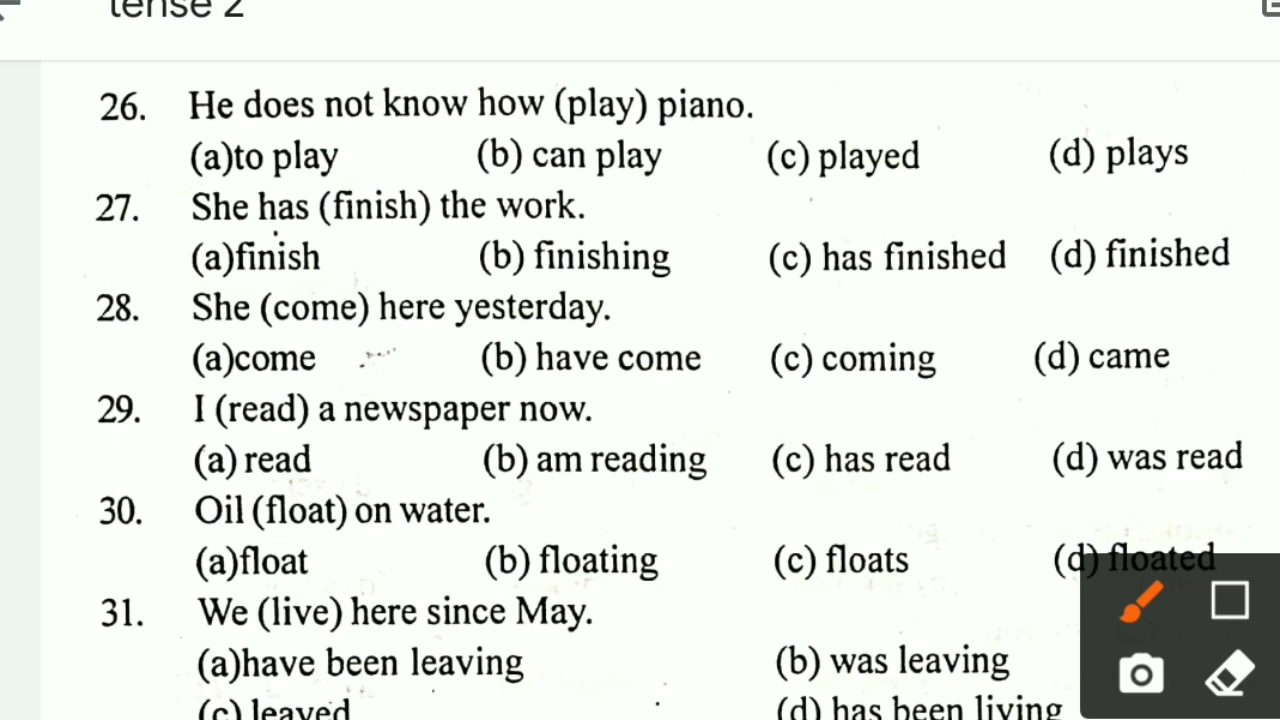 tense 2
26. He does not know how (play) piano.
(a)to play (b) can play (c) played (d) plays
27. She has (finish) the work.
(a)finish (b) finishing (c) has finished (d) finished
28. She (come) here yesterday.
(a)come (b) have come (c) coming (d) came
29. I (read) a newspaper now.
(a) read (b) am reading (c) has read (d) was read
30. Oil (float) on water.
(a)float (b) floating (c) floats (d) floated
31. We (live) here since May.
(a)have been leaving (b) was leaving
(c) leaved (d) has been living